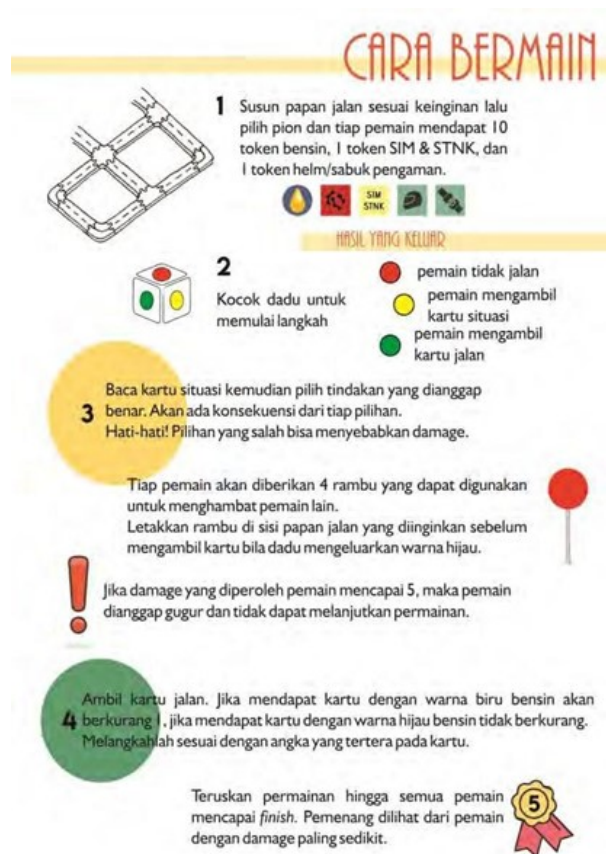 CARA BERMAIN
1 Susun papan jalan sesuai keinginan lalu
pilih pion dan tiap pemain mendapat 10
token bensin, 1 token SIM & STNK, dan
1 token helm/sabuk pengaman.
SIM
STNK
HASIL YANG KELUAR
2
Kocok dadu untuk
memulai langkah
pemain tidak jalan
pemain mengambil
kartu situasi
pemain mengambil
kartu jalan
Baca kartu situasi kemudian pilih tindakan yang dianggap
3 benar. Akan ada konsekuensi dari tiap pilihan.
Hati-hati! Pilihan yang salah bisa menyebabkan damage.
Tiap pemain akan diberikan 4 rambu yang dapat digunakan
untuk menghambat pemain lain.
Letakkan rambu di sisi papan jalan yang diinginkan sebelum
mengambil kartu bila dadu mengeluarkan warna hijau.
!
Jika damage yang diperoleh pemain mencapai 5, maka pemain
dianggap gugur dan tidak dapat melanjutkan permainan.
Ambil kartu jalan. Jika mendapat kartu dengan warna biru bensin akan
4 berkurang 1, jika mendapat kartu dengan warna hijau bensin tidak berkurang.
Melangkahlah sesuai dengan angka yang tertera pada kartu.
Teruskan permainan hingga semua pemain
mencapai finish. Pemenang dilihat dari pemain
dengan damage paling sedikit.
5